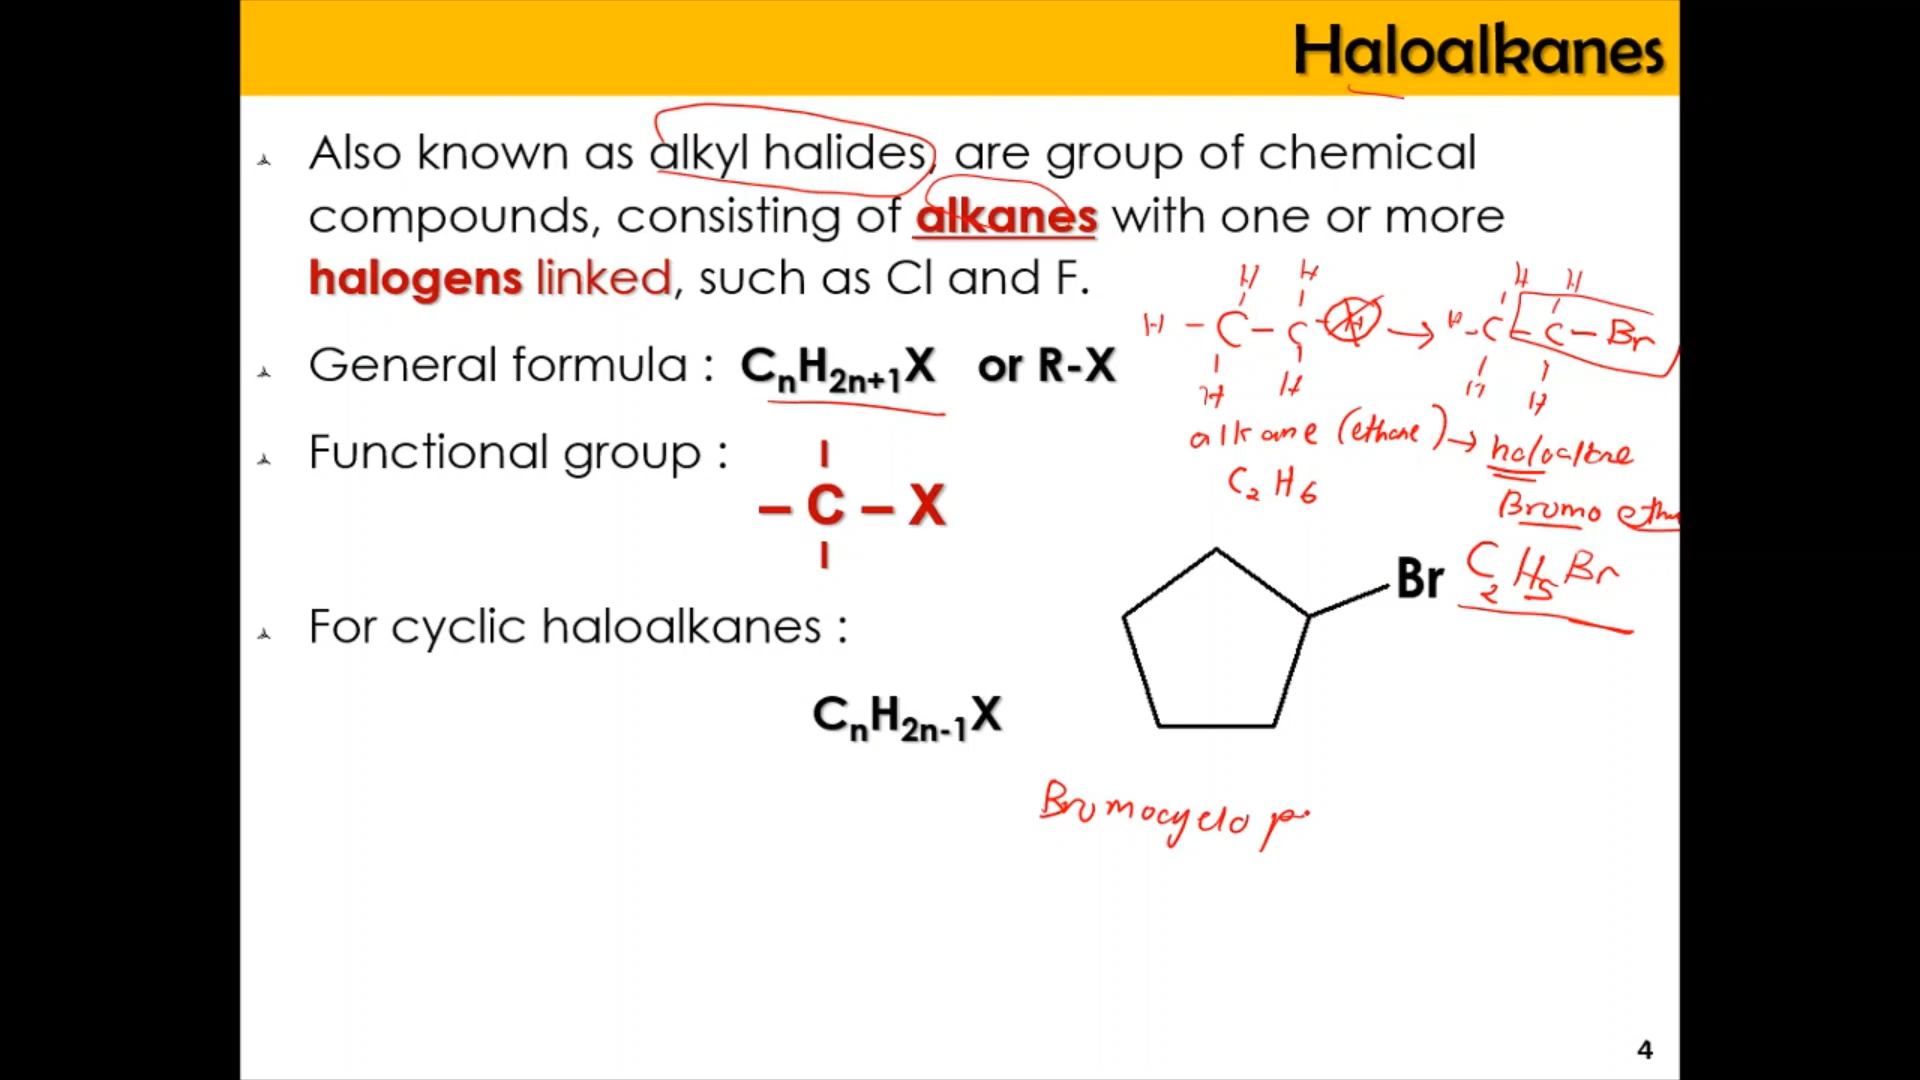 Haloalkanes
Also known as alkyl halides, are group of chemical
compounds, consisting of alkanes with one or more
halogens linked, such as Cl and F.
H H H H
H - C - C - H → H - C - C - Br
H H H H
General formula : CnH2n+1X or R-X
alkane (ethane) → haloalkane
C2H6
Functional group :
– C – X
Bromo etha
Br
C2H5Br
For cyclic haloalkanes :
CnH2n-1X
Bromocyclo p
4